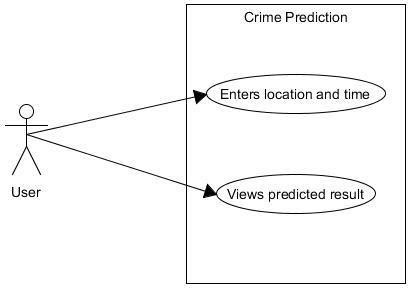 Crime Prediction
Enters location and time
User
Views predicted result